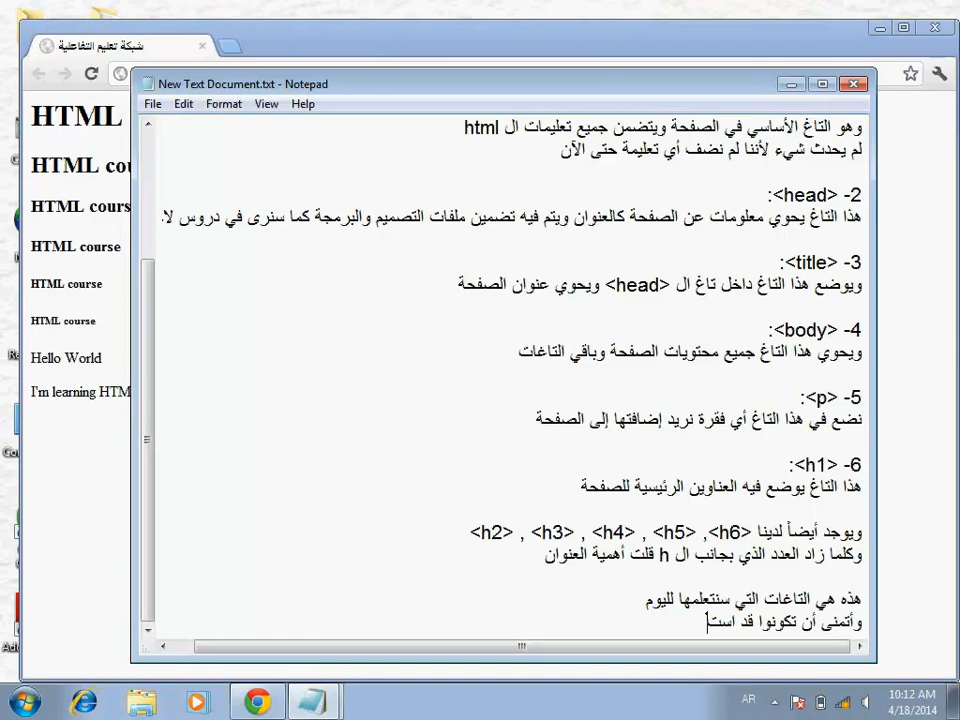 شبكة تعليم التفاعلية
New Text Document.txt - Notepad
File Edit Format View Help
HTML
HTML cou
HTML cours
HTML course
HTML course
HTML course
Hello World
I'm learning HTM
وهو التاغ الأساسي في الصفحة ويتضمن جميع تعليمات ال html
لم يحدث شيء لأننا لم نضف أي تعليمة حتى الآن
2- <head>:
هذا التاغ يحوي معلومات عن الصفحة كالعنوان ويتم فيه تضمين ملفات التصميم والبرمجة كما سنرى في دروس لا
3- <title>:
ويوضع هذا التاغ داخل تاغ ال <head> ويحوي عنوان الصفحة
4- <body>:
ويحوي هذا التاغ جميع محتويات الصفحة وباقي التاغات
5- <p>:
نضع في هذا التاغ أي فقرة نريد إضافتها إلى الصفحة
6- <h1>:
هذا التاغ يوضع فيه العناوين الرئيسية للصفحة
ويوجد أيضاً لدينا <h2> , <h3> , <h4> , <h5> ,<h6>
وكلما زاد العدد الذي بجانب ال h قلت أهمية العنوان
هذه هي التاغات التي سنتعلمها لليوم
وأتمنى أن تكونوا قد است
AR
10:12 AM
4/18/2014